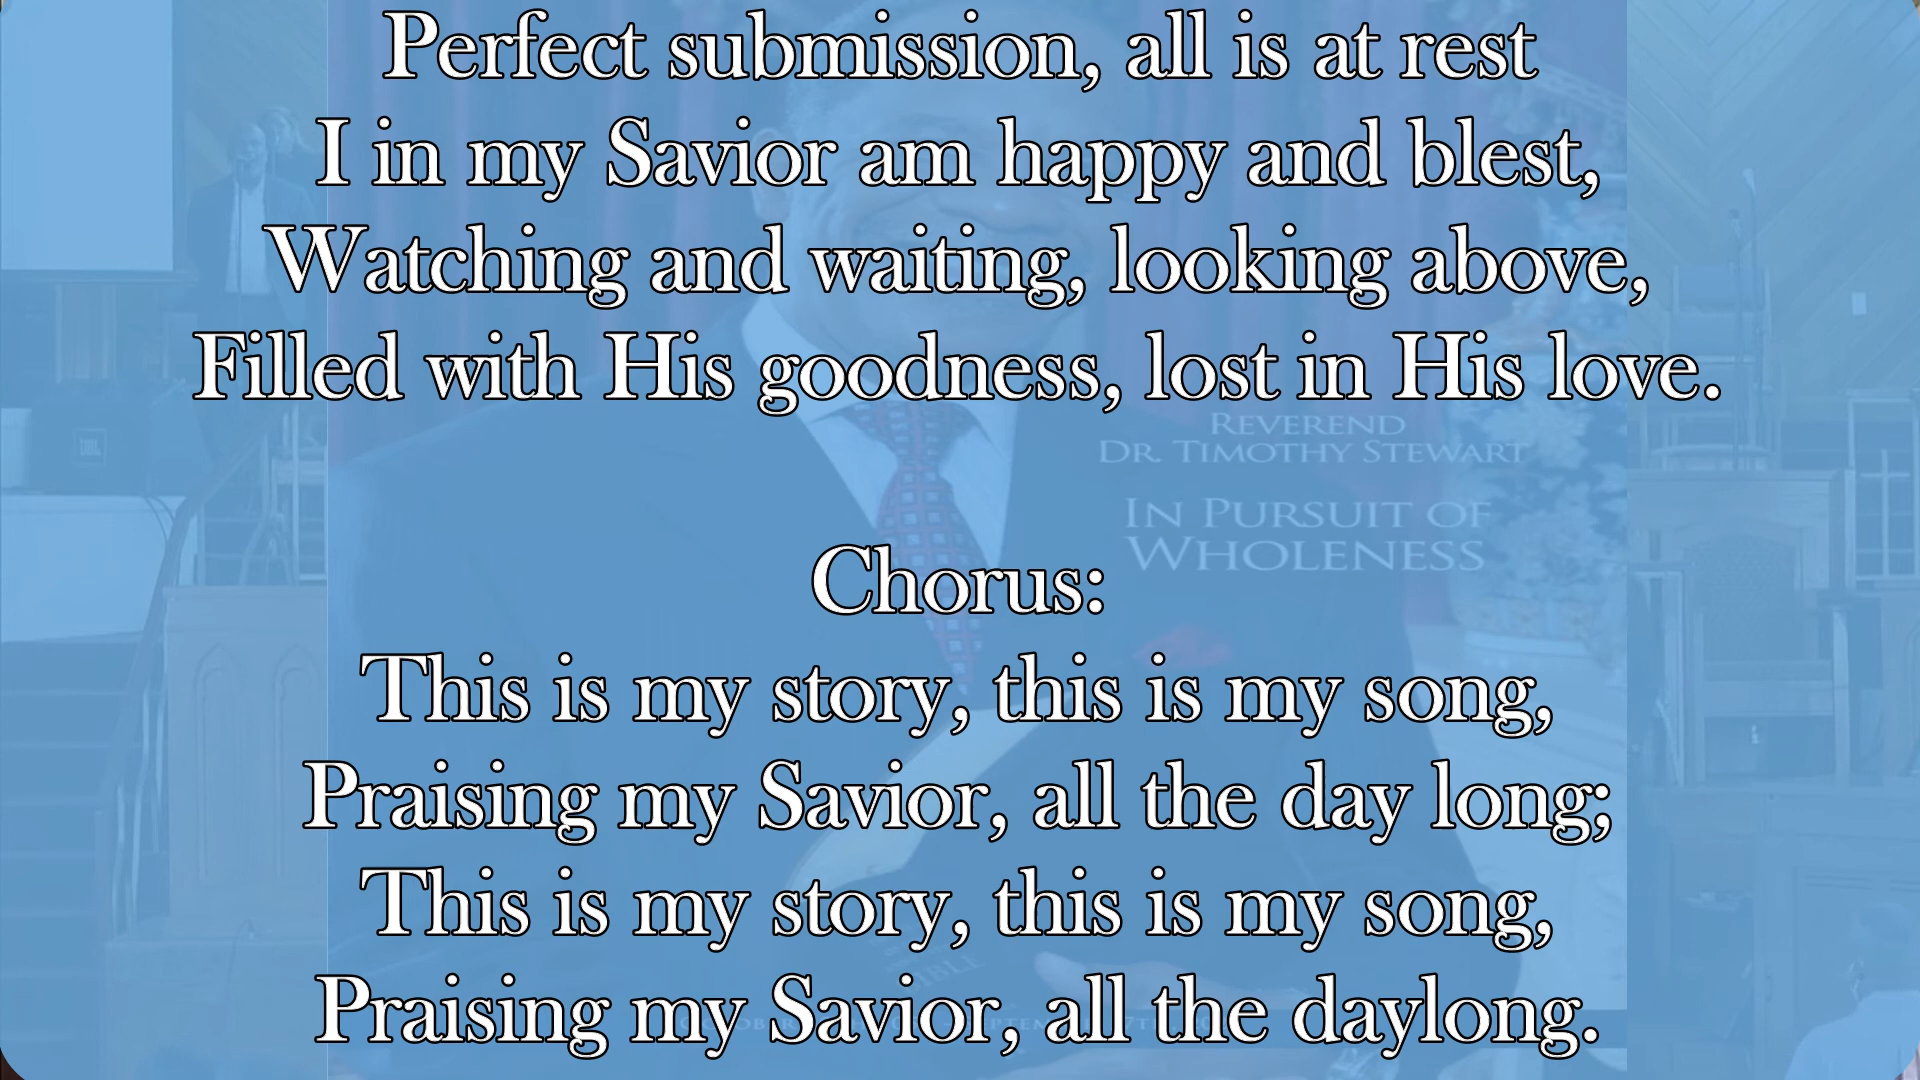 Perfect submission, all is at rest
I in my Savior am happy and blest,
Watching and waiting, looking above,
Filled with His goodness, lost in His love.
REVEREND
DR. TIMOTHY STEWART
IN PURSUIT OF
WHOLENESS
Chorus:
This is my story, this is my song,
Praising my Savior, all the day long;
This is my story, this is my song,
Praising my Savior, all the daylong.
JBL